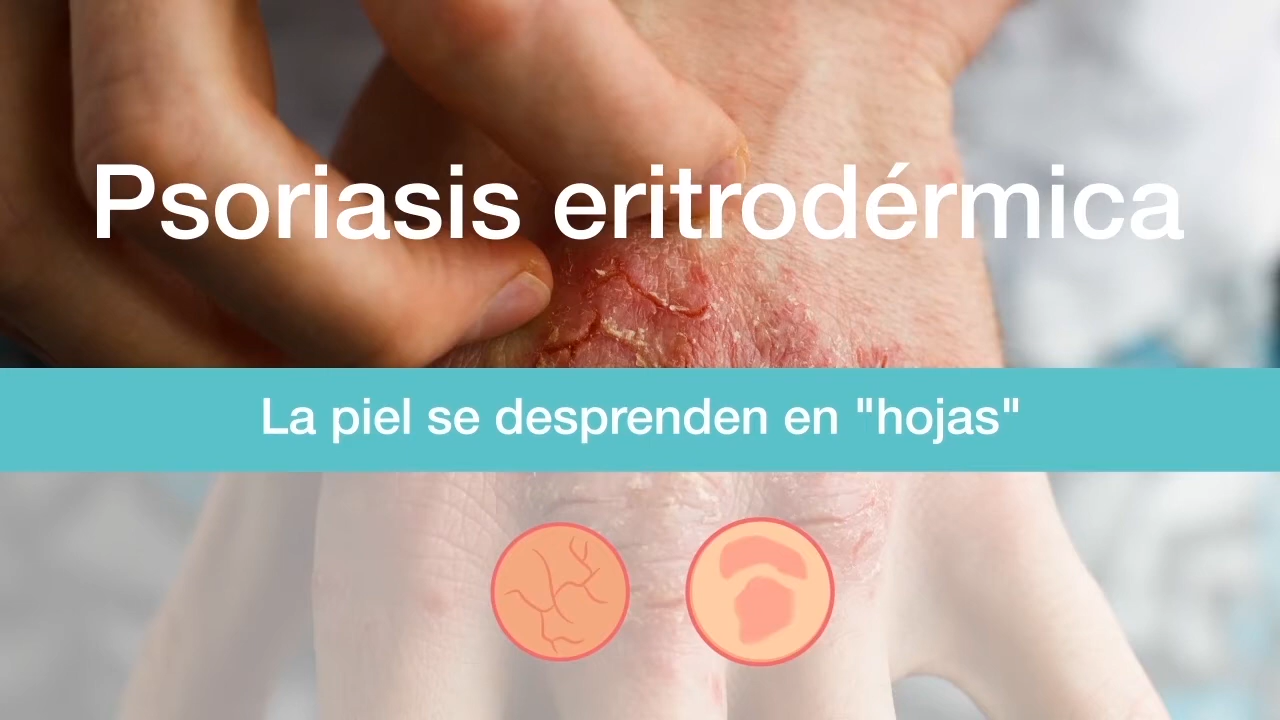 Psoriasis eritrodérmica
La piel se desprenden en "hojas"